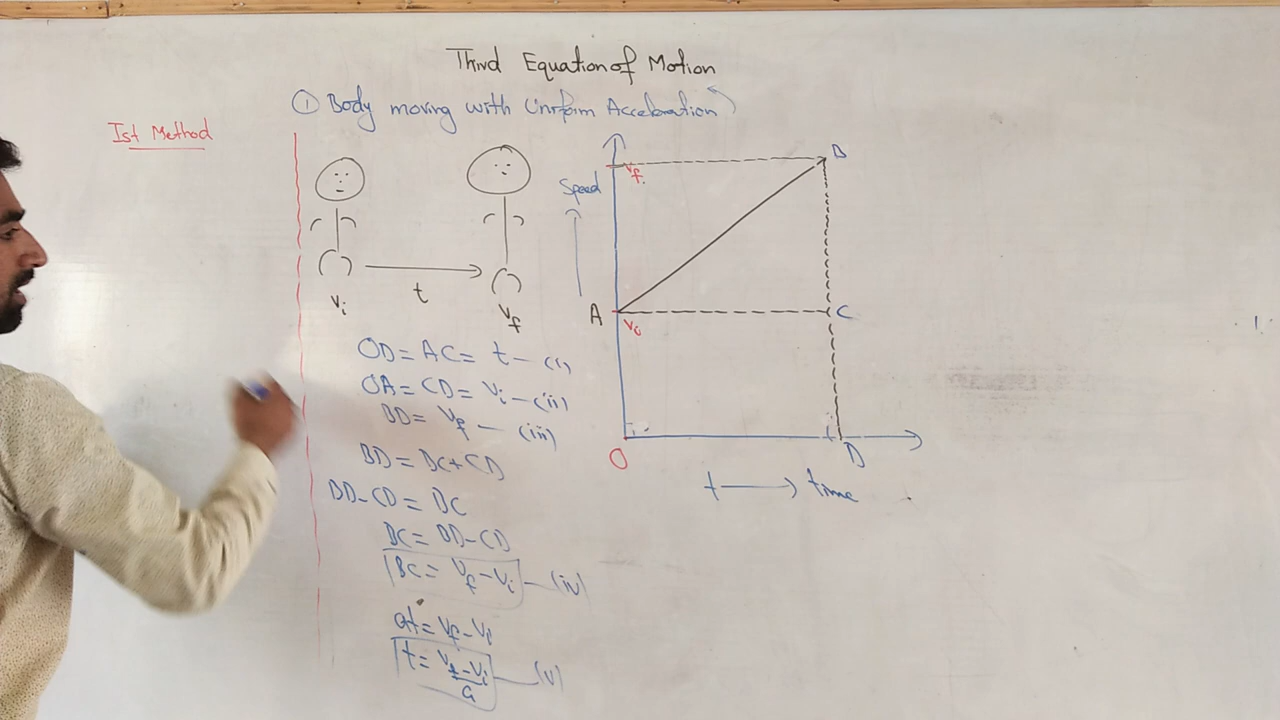 Third Equation of Motion
① Body moving with Uniform Acceleration
Ist Method
Vi
t
Vf
Speed
Vf
B
A
Vi
C
O
D
t → time
OD = AC = t — (i)
OA = CD = Vi — (ii)
BD = Vf — (iii)
BD = BC + CD
BD - CD = BC
BC = BD - CD
BC = Vf - Vi — (iv)
at = Vf - Vi
t = Vf - Vi / a — (v)